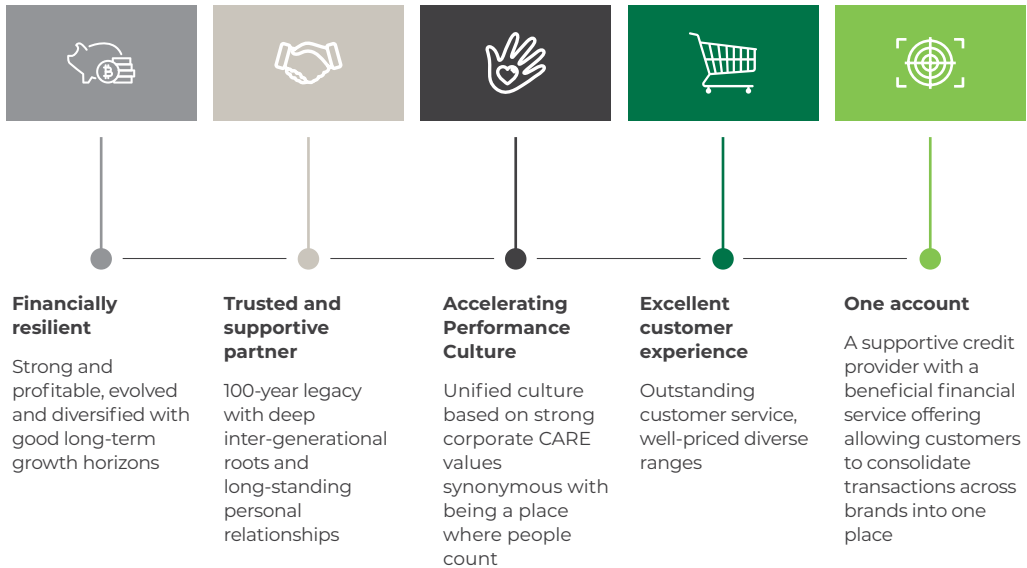 Financially
resilient
Strong and
profitable, evolved
and diversified with
good long-term
growth horizons
Trusted and
supportive
partner
100-year legacy
with deep
inter-generational
roots and
long-standing
personal
relationships
Accelerating
Performance
Culture
Unified culture
based on strong
corporate CARE
values
synonymous with
being a place
where people
count
Excellent
customer
experience
Outstanding
customer service,
well-priced diverse
ranges
One account
A supportive credit
provider with a
beneficial financial
service offering
allowing customers
to consolidate
transactions across
brands into one
place